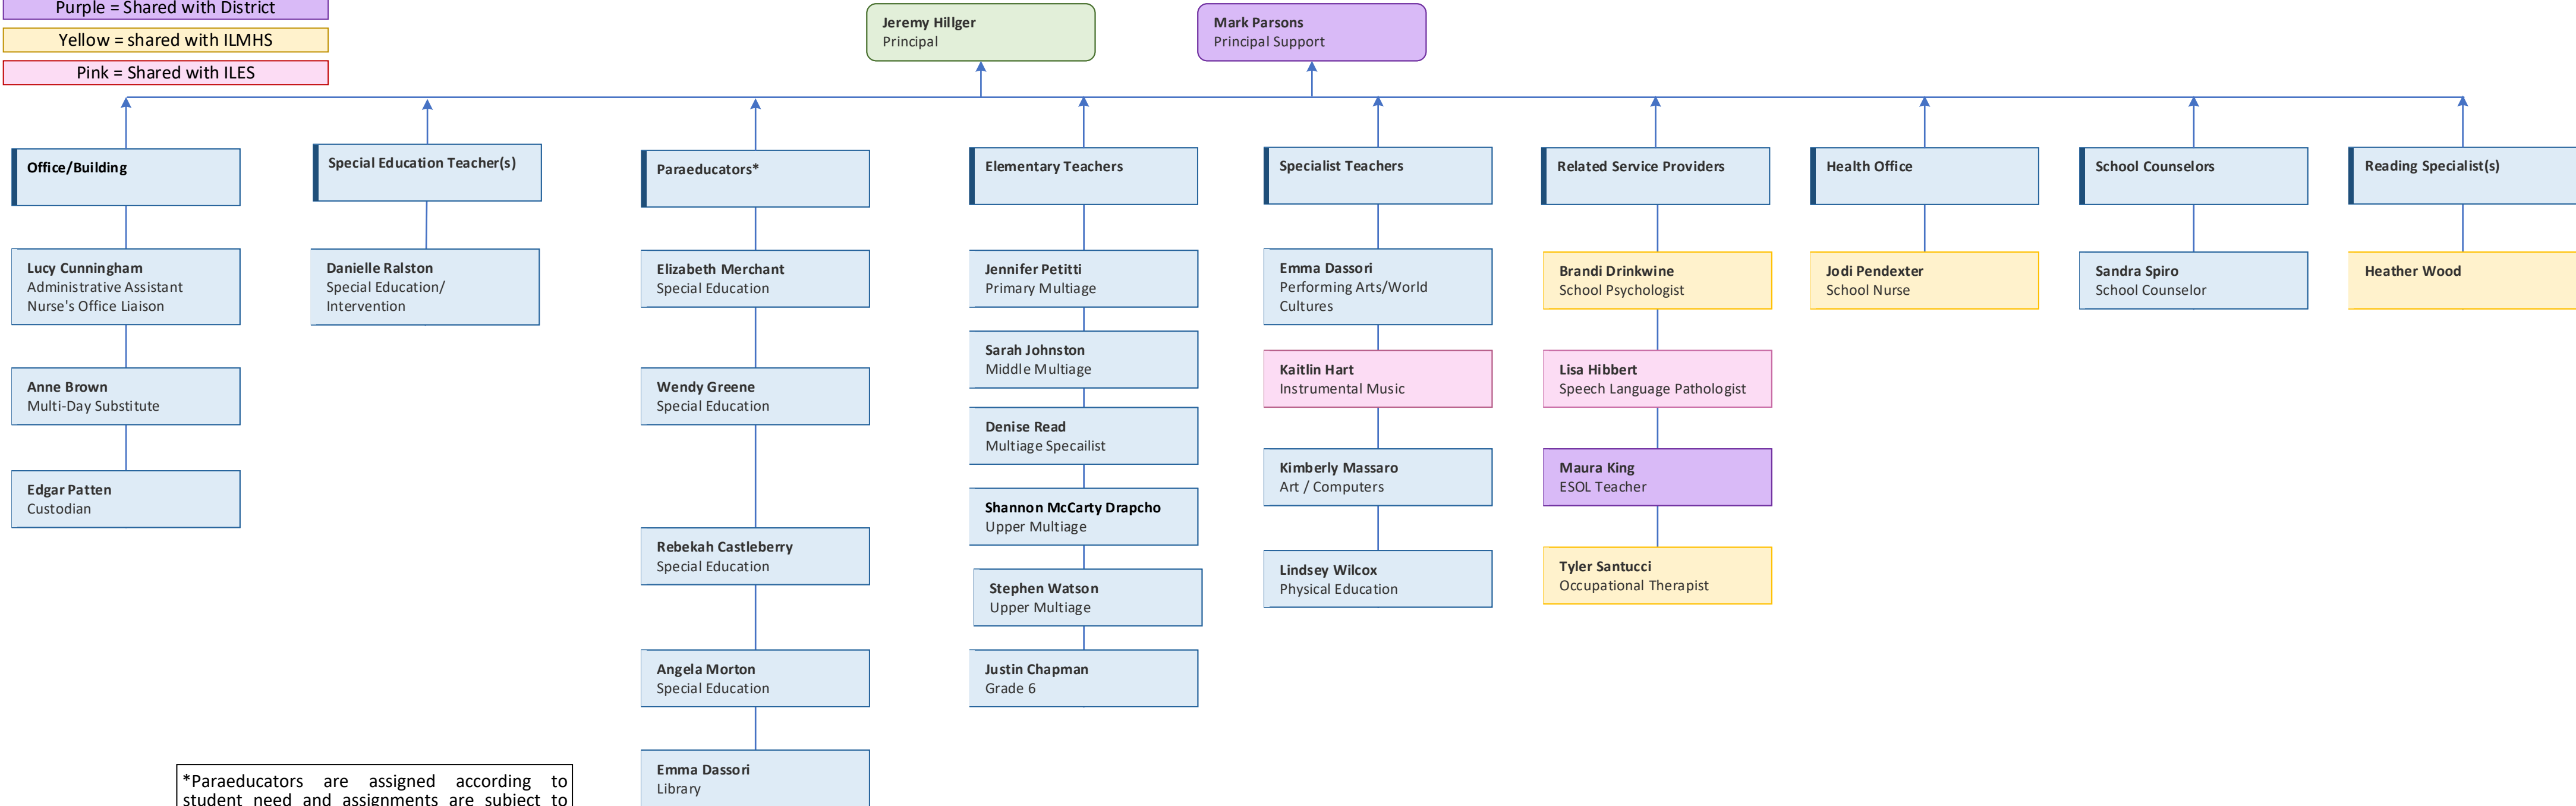 Purple = Shared with District
Yellow = shared with ILMHS
Pink = Shared with ILES
Jeremy Hillger
Principal
Mark Parsons
Principal Support
Office/Building
Lucy Cunningham
Administrative Assistant
Nurse's Office Liaison
Anne Brown
Multi-Day Substitute
Edgar Patten
Custodian
Special Education Teacher(s)
Danielle Ralston
Special Education/
Intervention
Paraeducators*
Elizabeth Merchant
Special Education
Wendy Greene
Special Education
Rebekah Castleberry
Special Education
Angela Morton
Special Education
Emma Dassori
Library
Elementary Teachers
Jennifer Petitti
Primary Multiage
Sarah Johnston
Middle Multiage
Denise Read
Multiage Specailist
Shannon McCarty Drapcho
Upper Multiage
Stephen Watson
Upper Multiage
Justin Chapman
Grade 6
Specialist Teachers
Emma Dassori
Performing Arts/World
Cultures
Kaitlin Hart
Instrumental Music
Kimberly Massaro
Art / Computers
Lindsey Wilcox
Physical Education
Related Service Providers
Brandi Drinkwine
School Psychologist
Lisa Hibbert
Speech Language Pathologist
Maura King
ESOL Teacher
Tyler Santucci
Occupational Therapist
Health Office
Jodi Pendexter
School Nurse
School Counselors
Sandra Spiro
School Counselor
Reading Specialist(s)
Heather Wood
*Paraeducators are assigned according to
student need and assignments are subject to